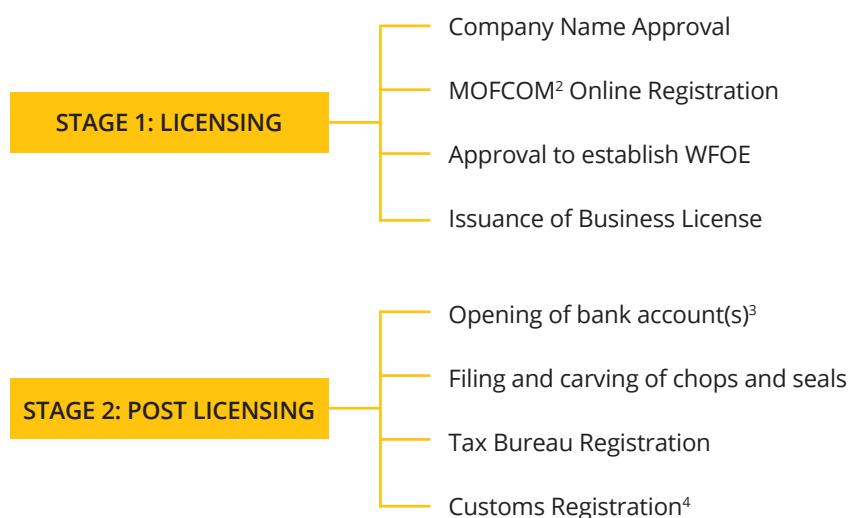 STAGE 1: LICENSING
Company Name Approval
MOFCOM² Online Registration
Approval to establish WFOE
Issuance of Business License
STAGE 2: POST LICENSING
Opening of bank account(s)³
Filing and carving of chops and seals
Tax Bureau Registration
Customs Registration⁴